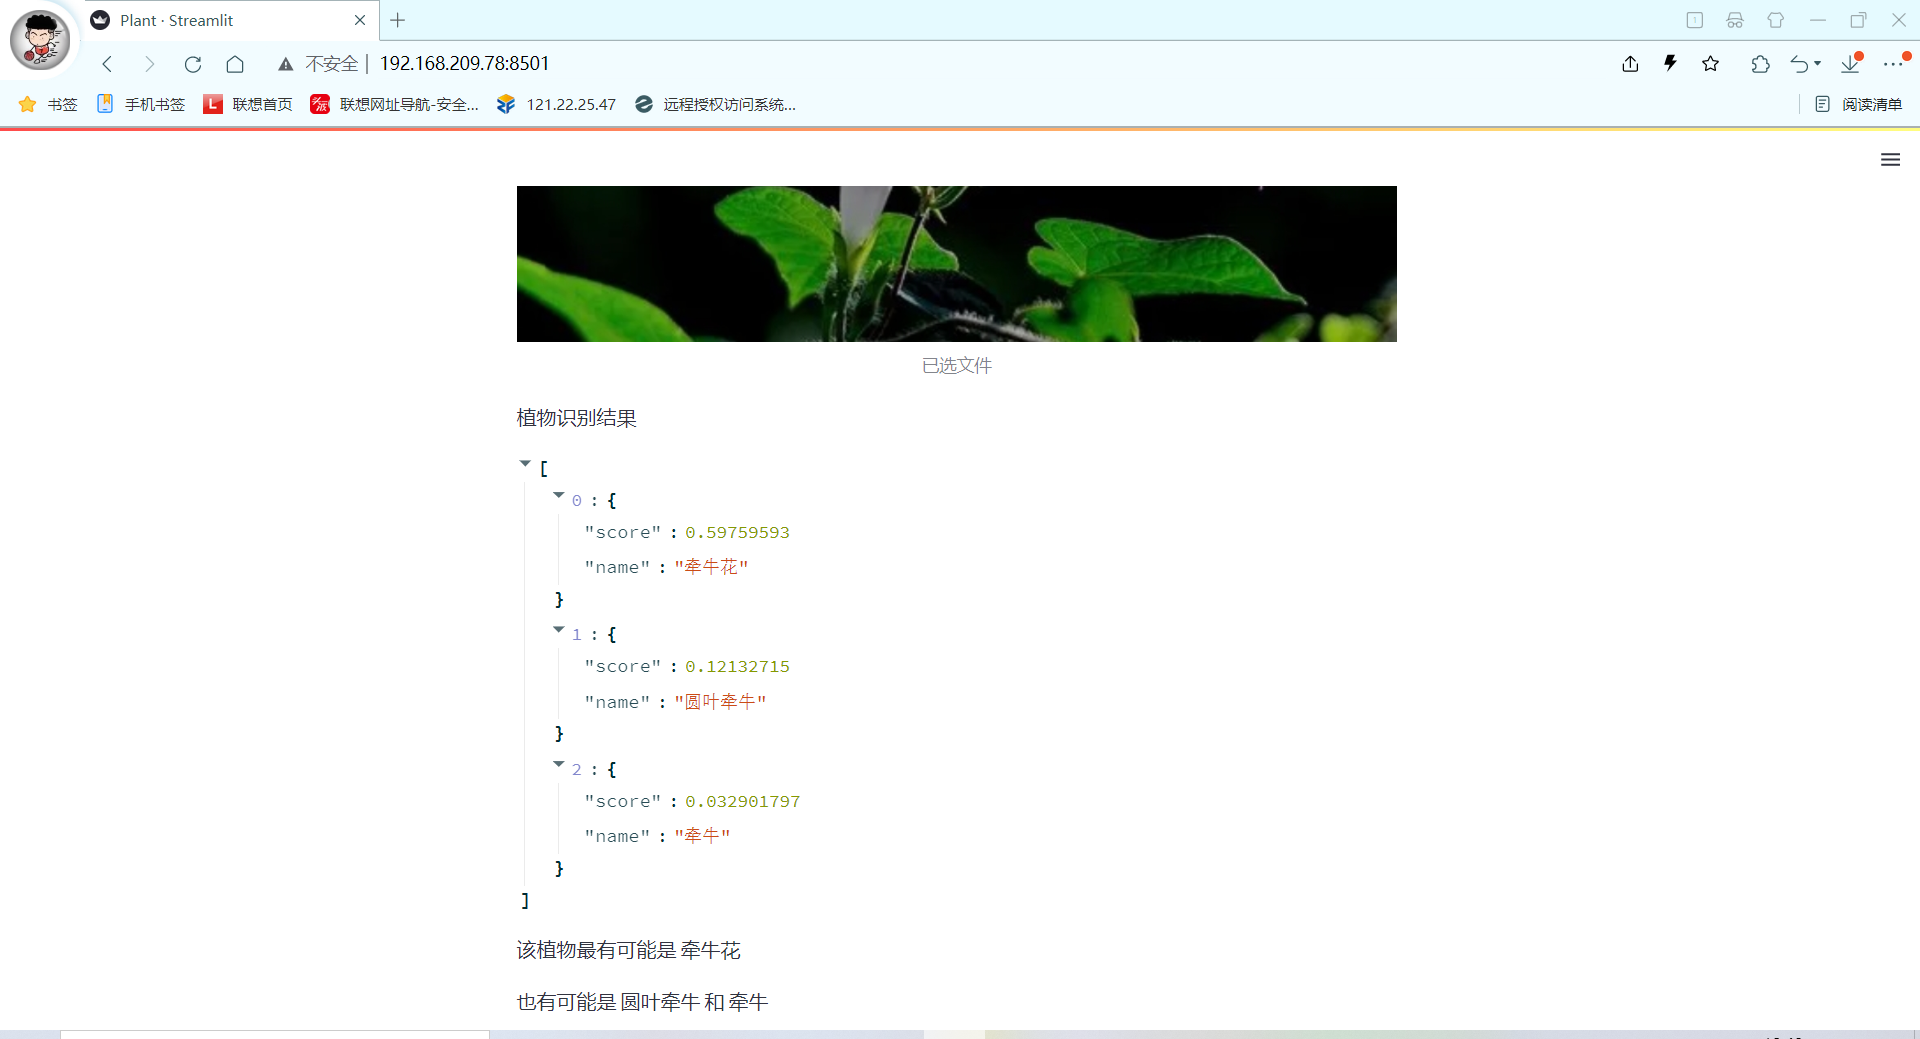 Plant · Streamlit
不安全 192.168.209.78:8501
书签 手机书签 联想首页 联想网址导航-安全... 121.22.25.47 远程授权访问系统... 阅读清单
已选文件
植物识别结果
[
0 : {
"score" : 0.59759593
"name" : "牵牛花"
}
1 : {
"score" : 0.12132715
"name" : "圆叶牵牛"
}
2 : {
"score" : 0.032901797
"name" : "牵牛"
}
]
该植物最有可能是 牵牛花
也有可能是 圆叶牵牛 和 牵牛